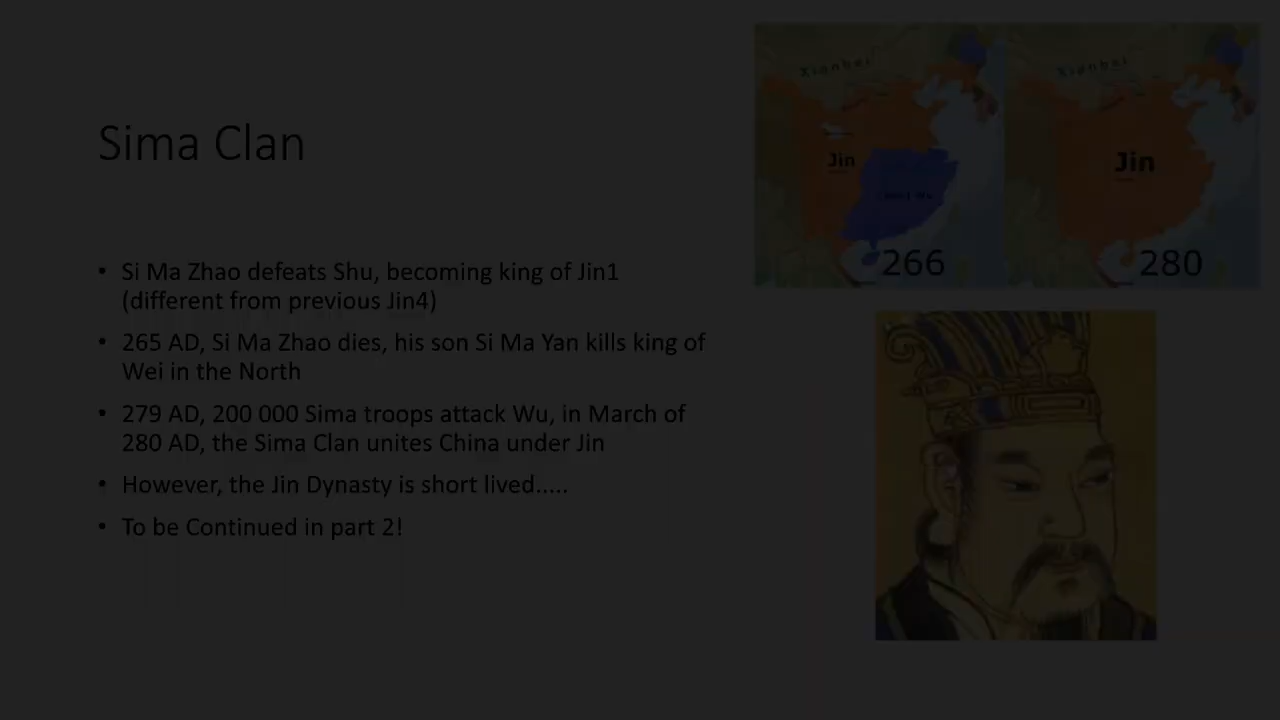 Sima Clan
• Si Ma Zhao defeats Shu, becoming king of Jin1
(different from previous Jin4)
• 265 AD, Si Ma Zhao dies, his son Si Ma Yan kills king of
Wei in the North
• 279 AD, 200 000 Sima troops attack Wu, in March of
280 AD, the Sima Clan unites China under Jin
• However, the Jin Dynasty is short lived.....
• To be Continued in part 2!
Xianbei
Jin
266
Xianbei
Jin
280